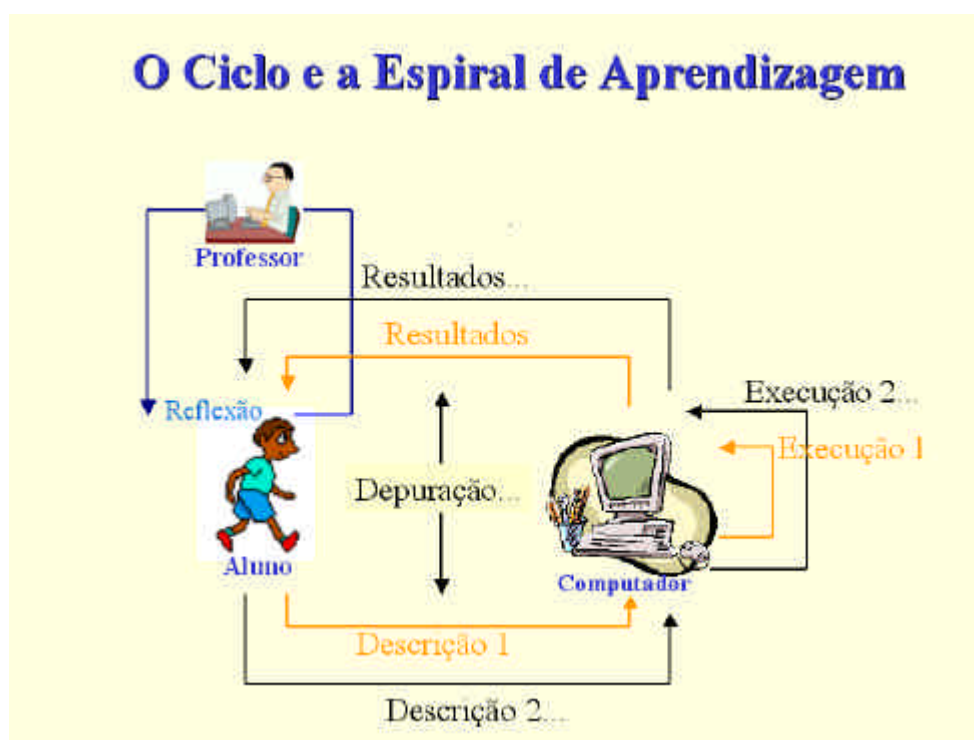 O Ciclo e a Espiral de Aprendizagem
Professor
Resultados...
Resultados
Execução 2...
Reflexão
Execução 1
Depuração...
Aluno
Computador
Descrição 1
Descrição 2...